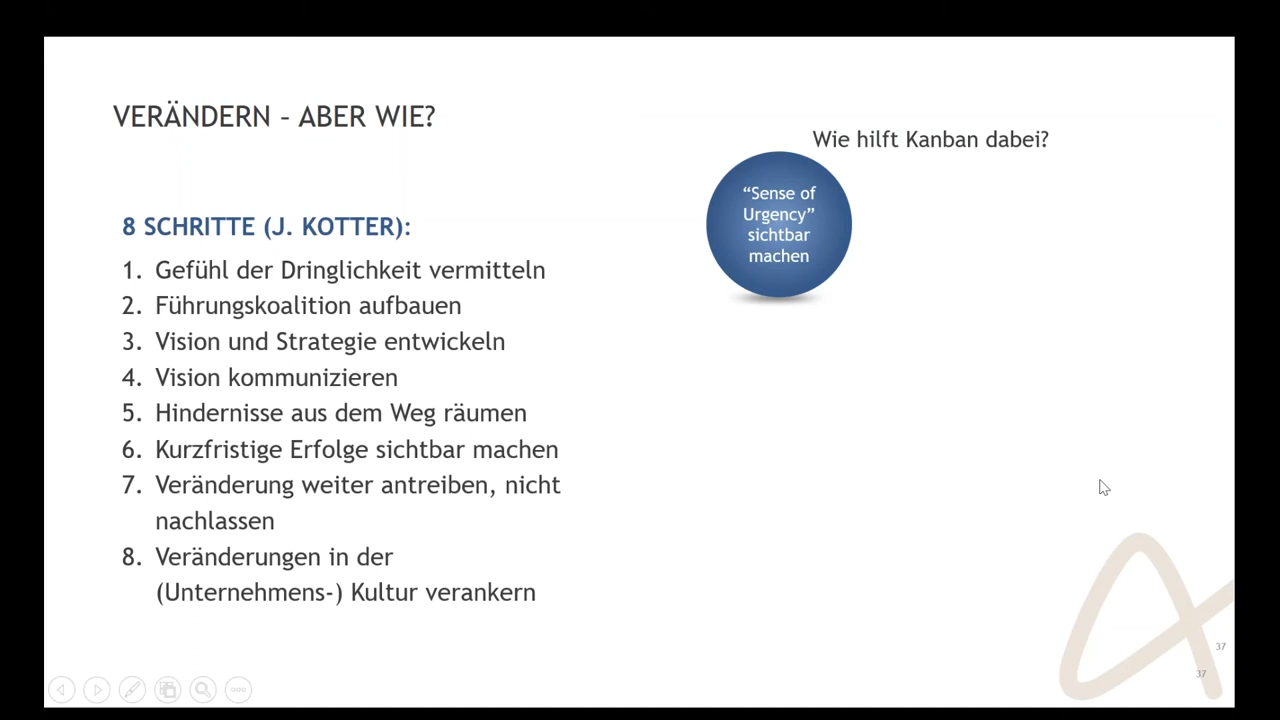 VERÄNDERN – ABER WIE?
Wie hilft Kanban dabei?
“Sense of
Urgency”
sichtbar
machen
8 SCHRITTE (J. KOTTER):
1. Gefühl der Dringlichkeit vermitteln
2. Führungskoalition aufbauen
3. Vision und Strategie entwickeln
4. Vision kommunizieren
5. Hindernisse aus dem Weg räumen
6. Kurzfristige Erfolge sichtbar machen
7. Veränderung weiter antreiben, nicht
nachlassen
8. Veränderungen in der
(Unternehmens-) Kultur verankern
37
37